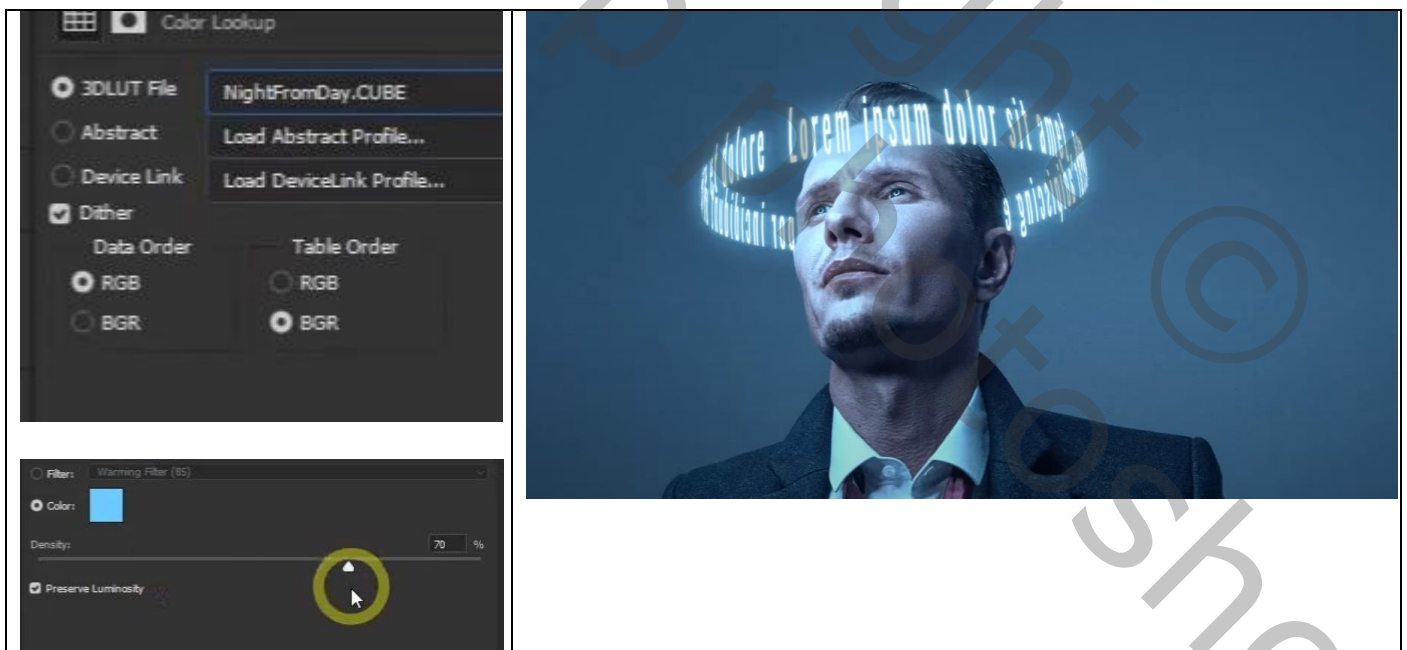 Color Lookup
3DLUT File NightFromDay.CUBE
Abstract Load Abstract Profile...
Device Link Load DeviceLink Profile...
Dither
Data Order Table Order
RGB RGB
BGR BGR
Filter: Warming Filter (85)
Color:
Density: 70 %
Preserve Luminosity
dolore Lorem ipsum dolor sit amet,
©